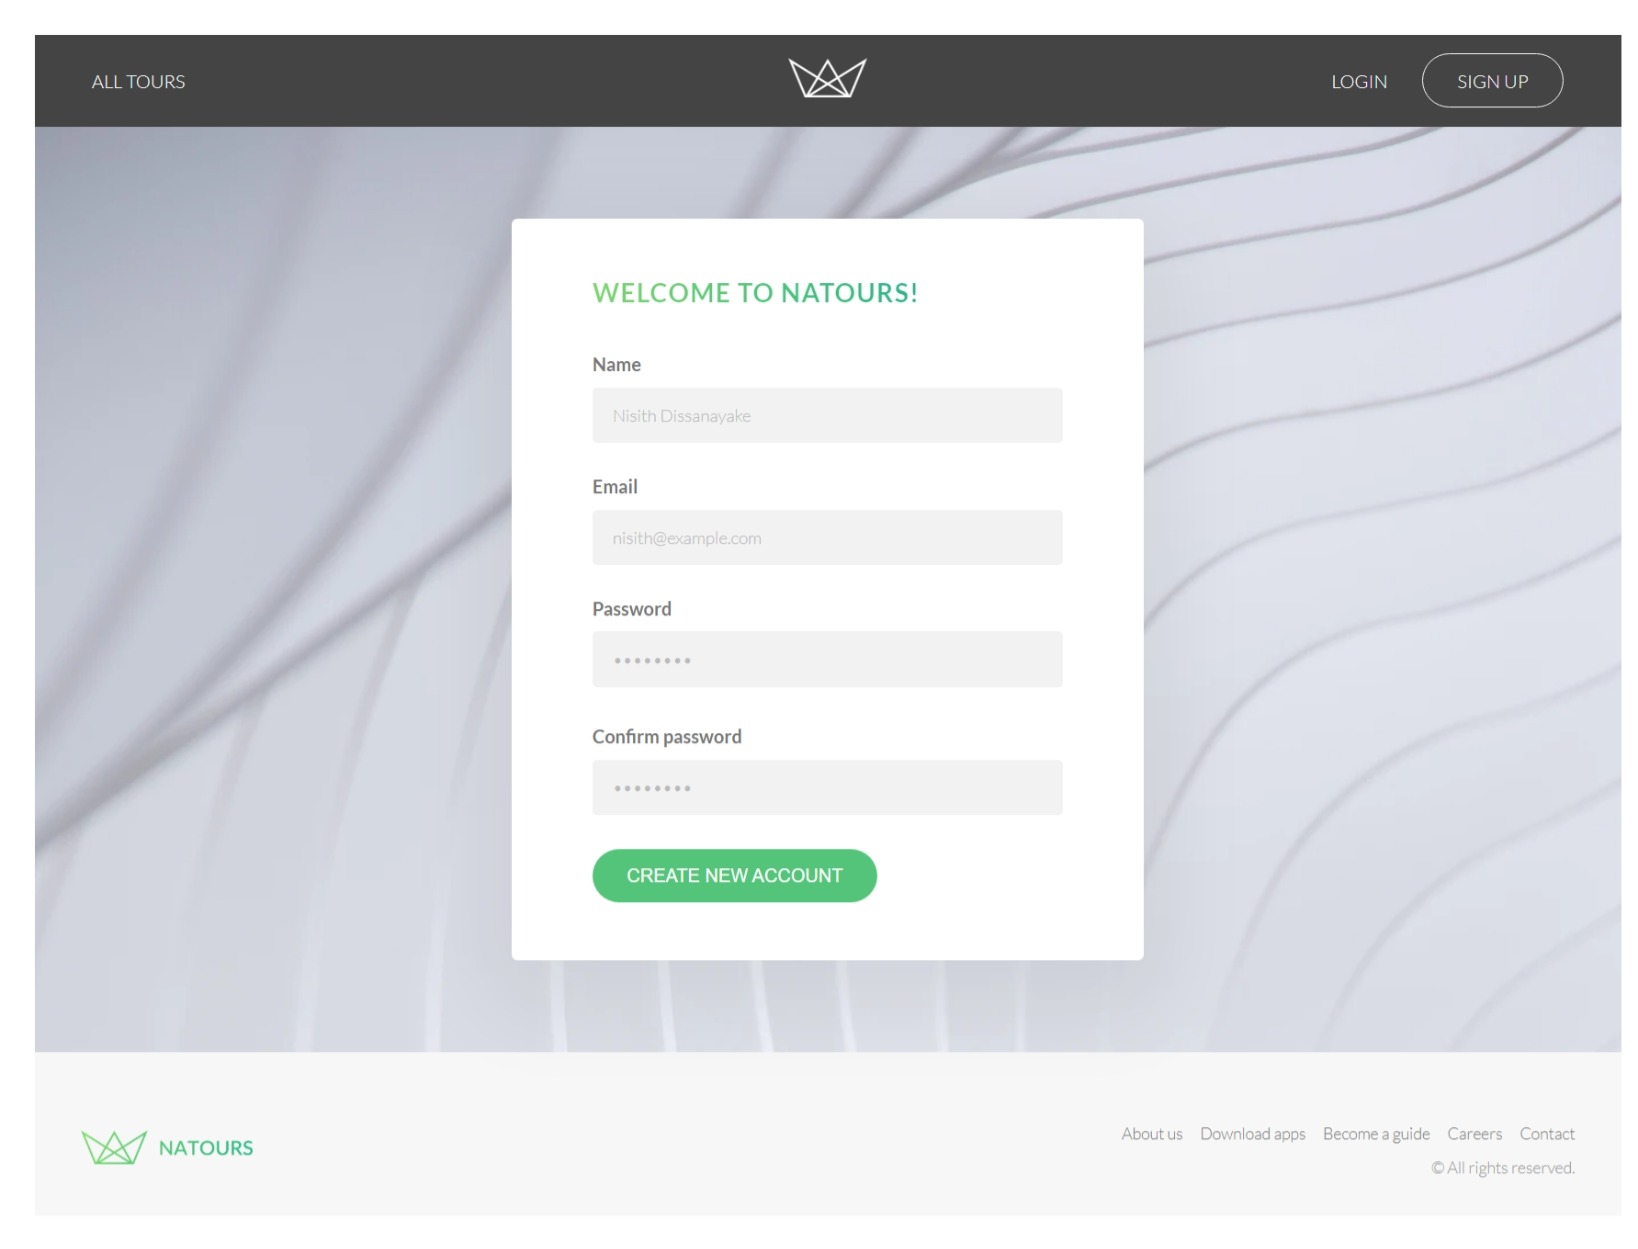 ALL TOURS
LOGIN
SIGN UP
WELCOME TO NATOURS!
Name
Nisith Dissanayake
Email
nisith@example.com
Password
••••••••
Confirm password
••••••••
CREATE NEW ACCOUNT
NATOURS
About us Download apps Become a guide Careers Contact
© All rights reserved.